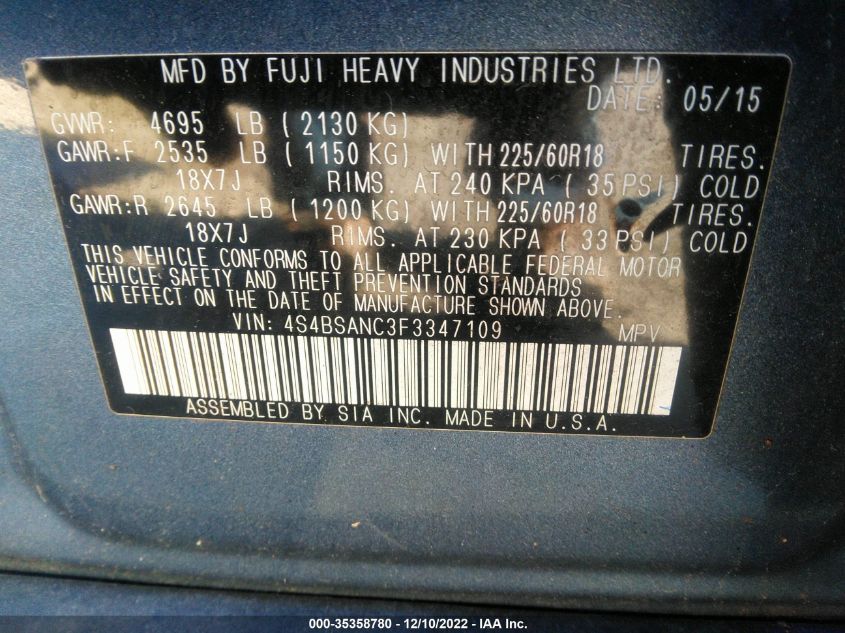 MFD BY FUJI HEAVY INDUSTRIES LTD.
DATE: 05/15
GVWR: 4695 LB ( 2130 KG)
GAWR:F 2535 LB ( 1150 KG) WITH 225/60R18 TIRES.
18X7J RIMS. AT 240 KPA ( 35 PSI) COLD
GAWR:R 2645 LB ( 1200 KG) WITH 225/60R18 TIRES.
18X7J RIMS. AT 230 KPA ( 33 PSI) COLD
THIS VEHICLE CONFORMS TO ALL APPLICABLE FEDERAL MOTOR
VEHICLE SAFETY AND THEFT PREVENTION STANDARDS
IN EFFECT ON THE DATE OF MANUFACTURE SHOWN ABOVE.
VIN: 4S4BSANC3F3347109 MPV
ASSEMBLED BY SIA INC. MADE IN U.S.A.
000-35358780 - 12/10/2022 - IAA Inc.